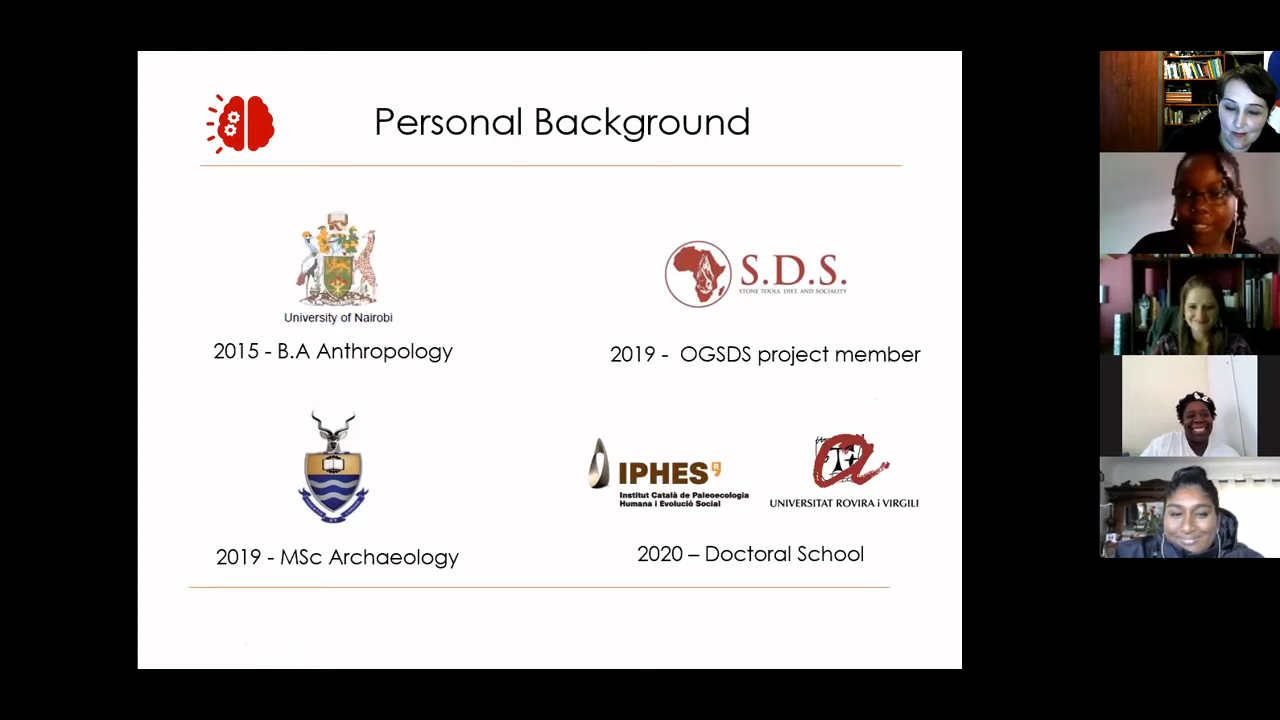 Personal Background
University of Nairobi
2015 - B.A Anthropology
S.D.S.
STONE TOOLS, DIET, AND SOCIALITY
2019 - OGSDS project member
2019 - MSc Archaeology
IPHES
Institut Català de Paleoecologia
Humana i Evolució Social
UNIVERSITAT ROVIRA i VIRGILI
2020 – Doctoral School